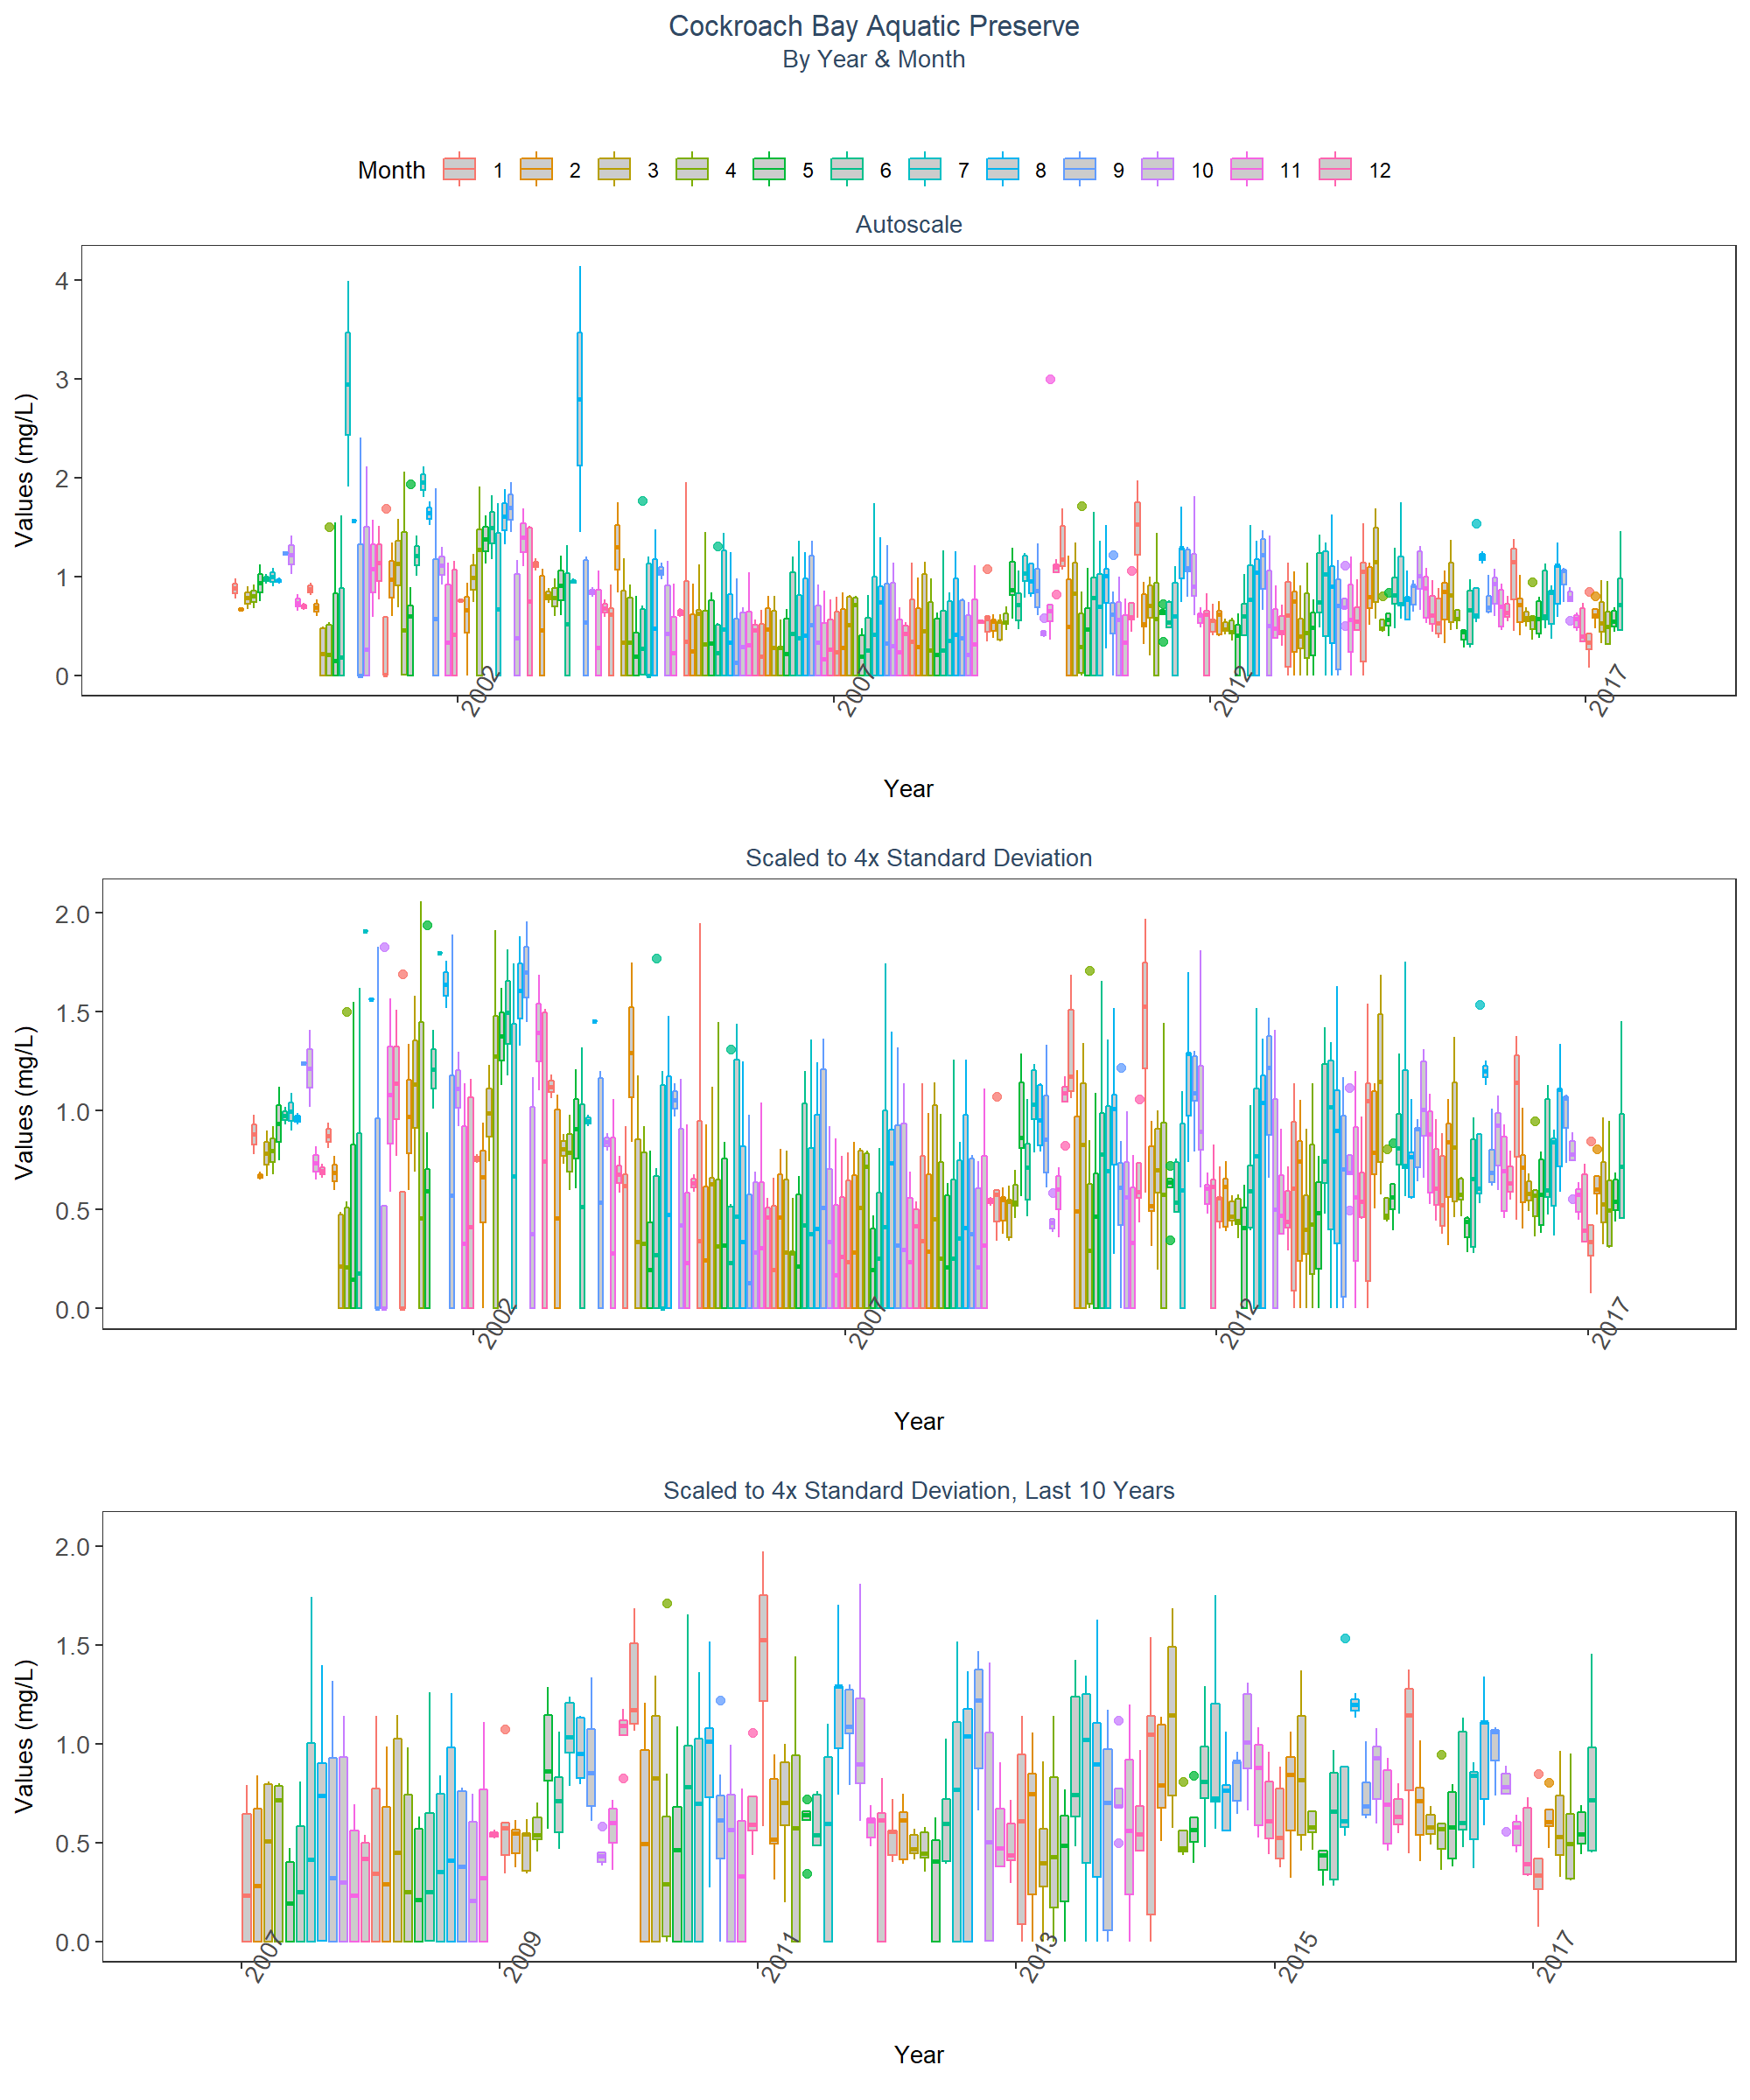 Cockroach Bay Aquatic Preserve
By Year & Month
Month 1 2 3 4 5 6 7 8 9 10 11 12
Autoscale
Values (mg/L)
4
3
2
1
0
2002 2007 2012 2017
Year
Scaled to 4x Standard Deviation
Values (mg/L)
2.0
1.5
1.0
0.5
0.0
2002 2007 2012 2017
Year
Scaled to 4x Standard Deviation, Last 10 Years
Values (mg/L)
2.0
1.5
1.0
0.5
0.0
2007 2009 2011 2013 2015 2017
Year